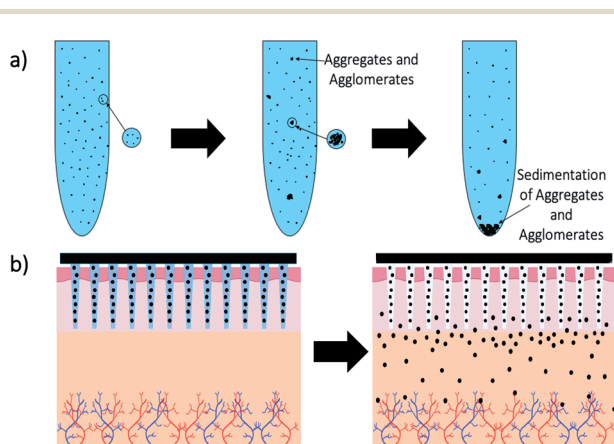 a)
Aggregates and
Agglomerates
Sedimentation
of Aggregates
and
Agglomerates
b)